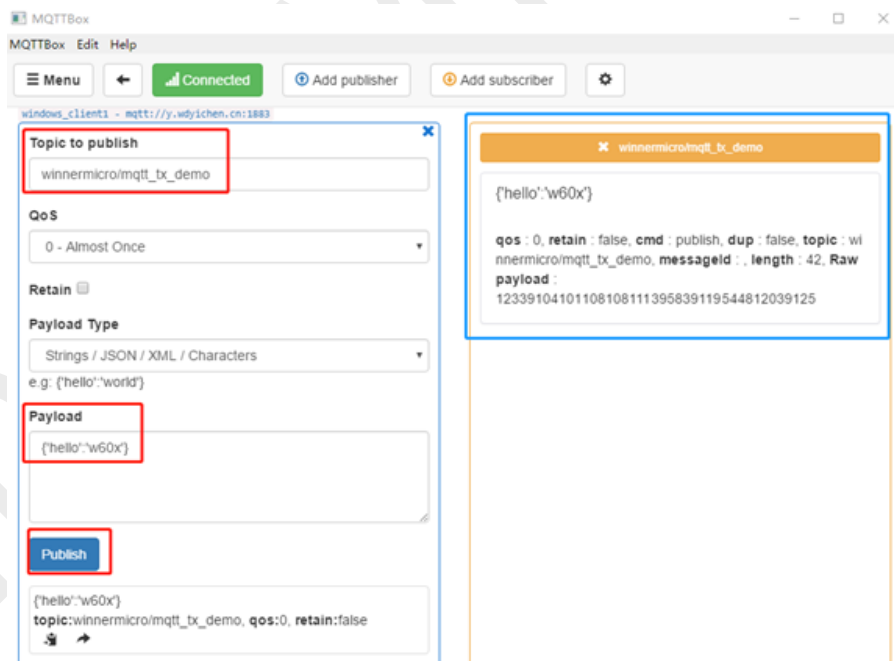 MQTTBox
MQTTBox Edit Help
Menu
Connected
Add publisher
Add subscriber
windows_client1 - mqtt://y.wdyichen.cn:1883
Topic to publish
winnermicro/mqtt_tx_demo
QoS
0 - Almost Once
Retain
Payload Type
Strings / JSON / XML / Characters
e.g: {'hello':'world'}
Payload
{'hello':'w60x'}
Publish
{'hello':'w60x'}
topic:winnermicro/mqtt_tx_demo, qos:0, retain:false
winnermicro/mqtt_tx_demo
{'hello':'w60x'}
qos : 0, retain : false, cmd : publish, dup : false, topic : wi
nnermicro/mqtt_tx_demo, messageId : , length : 42, Raw
payload :
12339104101108108111395839119544812039125